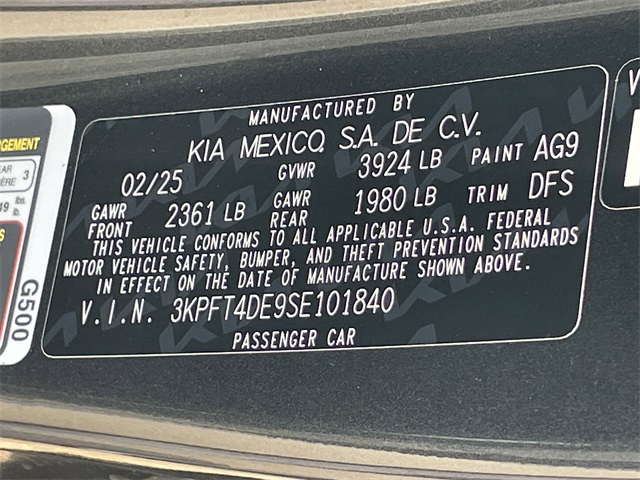 MANUFACTURED BY
KIA MEXICO, S.A. DE C.V.
02/25 GVWR 3924 LB PAINT AG9
GAWR FRONT 2361 LB GAWR REAR 1980 LB TRIM DFS
THIS VEHICLE CONFORMS TO ALL APPLICABLE U.S.A. FEDERAL
MOTOR VEHICLE SAFETY, BUMPER, AND THEFT PREVENTION STANDARDS
IN EFFECT ON THE DATE OF MANUFACTURE SHOWN ABOVE.
V.I.N. 3KPFT4DE9SE101840
PASSENGER CAR
G500
3